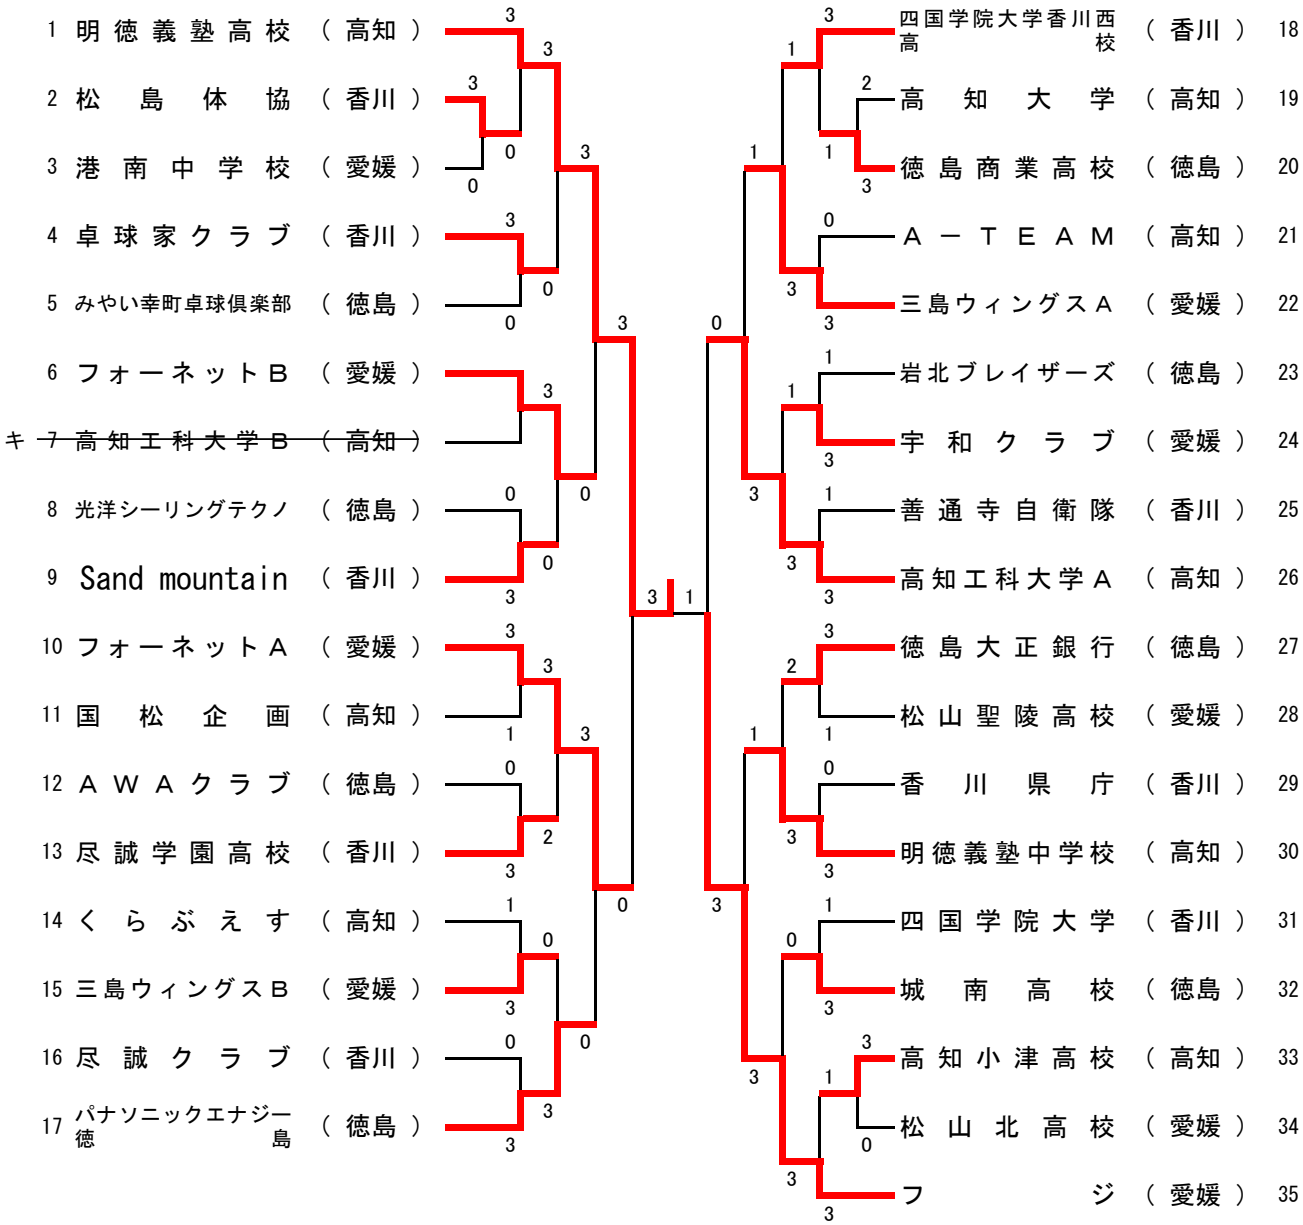 1 明徳義塾高校 （ 高知 ）
2 松島体協 （ 香川 ）
3 港南中学校 （ 愛媛 ）
4 卓球家クラブ （ 香川 ）
5 みやい幸町卓球倶楽部 （ 徳島 ）
6 フォーネットＢ （ 愛媛 ）
キ 7 高知工科大学Ｂ （ 高知 ）
8 光洋シーリングテクノ （ 徳島 ）
9 Sand mountain （ 香川 ）
10 フォーネットＡ （ 愛媛 ）
11 国松企画 （ 高知 ）
12 ＡＷＡクラブ （ 徳島 ）
13 尽誠学園高校 （ 香川 ）
14 くらぶえす （ 高知 ）
15 三島ウィングスＢ （ 愛媛 ）
16 尽誠クラブ （ 香川 ）
17 パナソニックエナジー
徳島 （ 徳島 ）
3
3
3
0
0
3
3
0
0
3
3
0
0
0
3
3
3
3
1
0
3
2
0
1
0
3
0
0
3
3
3
1
3
1
2
1
1
3
0
3
3
0
1
1
3
3
1
3
3
3
2
1
1
0
3
3
3
1
0
3
3
3
1
0
3
3
四国学院大学香川西
高校 （ 香川 ） 18
高知大学 （ 高知 ） 19
徳島商業高校 （ 徳島 ） 20
Ａ－ＴＥＡＭ （ 高知 ） 21
三島ウィングスＡ （ 愛媛 ） 22
岩北ブレイザーズ （ 徳島 ） 23
宇和クラブ （ 愛媛 ） 24
善通寺自衛隊 （ 香川 ） 25
高知工科大学Ａ （ 高知 ） 26
徳島大正銀行 （ 徳島 ） 27
松山聖陵高校 （ 愛媛 ） 28
香川県庁 （ 香川 ） 29
明徳義塾中学校 （ 高知 ） 30
四国学院大学 （ 香川 ） 31
城南高校 （ 徳島 ） 32
高知小津高校 （ 高知 ） 33
松山北高校 （ 愛媛 ） 34
フジ （ 愛媛 ） 35